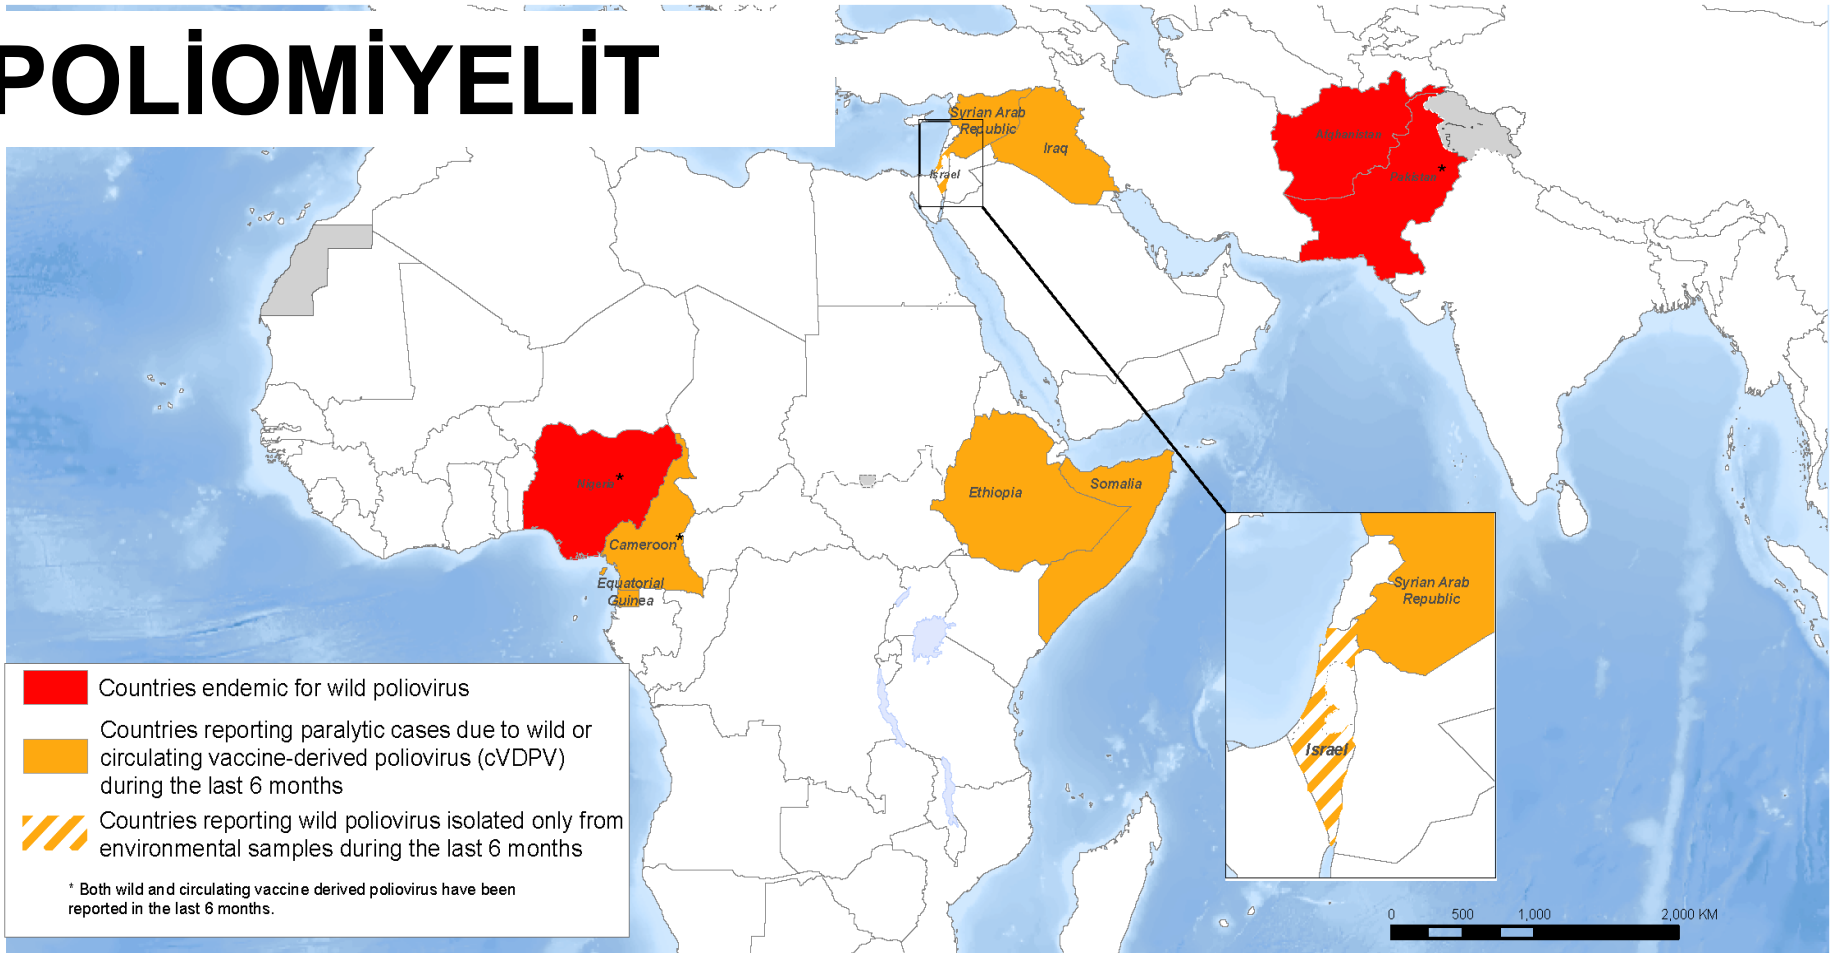 POLİOMİYELİT
Syrian Arab
Republic
Iraq
Israel
Afghanistan
Pakistan *
Nigeria *
Cameroon *
Equatorial
Guinea
Ethiopia
Somalia
Syrian Arab
Republic
Israel
Countries endemic for wild poliovirus
Countries reporting paralytic cases due to wild or
circulating vaccine-derived poliovirus (cVDPV)
during the last 6 months
Countries reporting wild poliovirus isolated only from
environmental samples during the last 6 months
* Both wild and circulating vaccine derived poliovirus have been
reported in the last 6 months.
0 500 1,000 2,000 KM